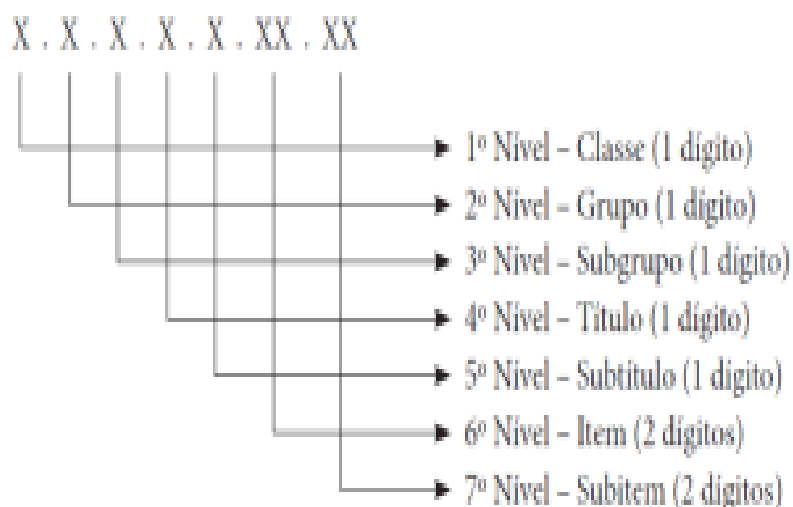 X . X . X . X . X . XX . XX
1º Nível – Classe (1 dígito)
2º Nível – Grupo (1 dígito)
3º Nível – Subgrupo (1 dígito)
4º Nível – Título (1 dígito)
5º Nível – Subtítulo (1 dígito)
6º Nível – Item (2 dígitos)
7º Nível – Subitem (2 dígitos)